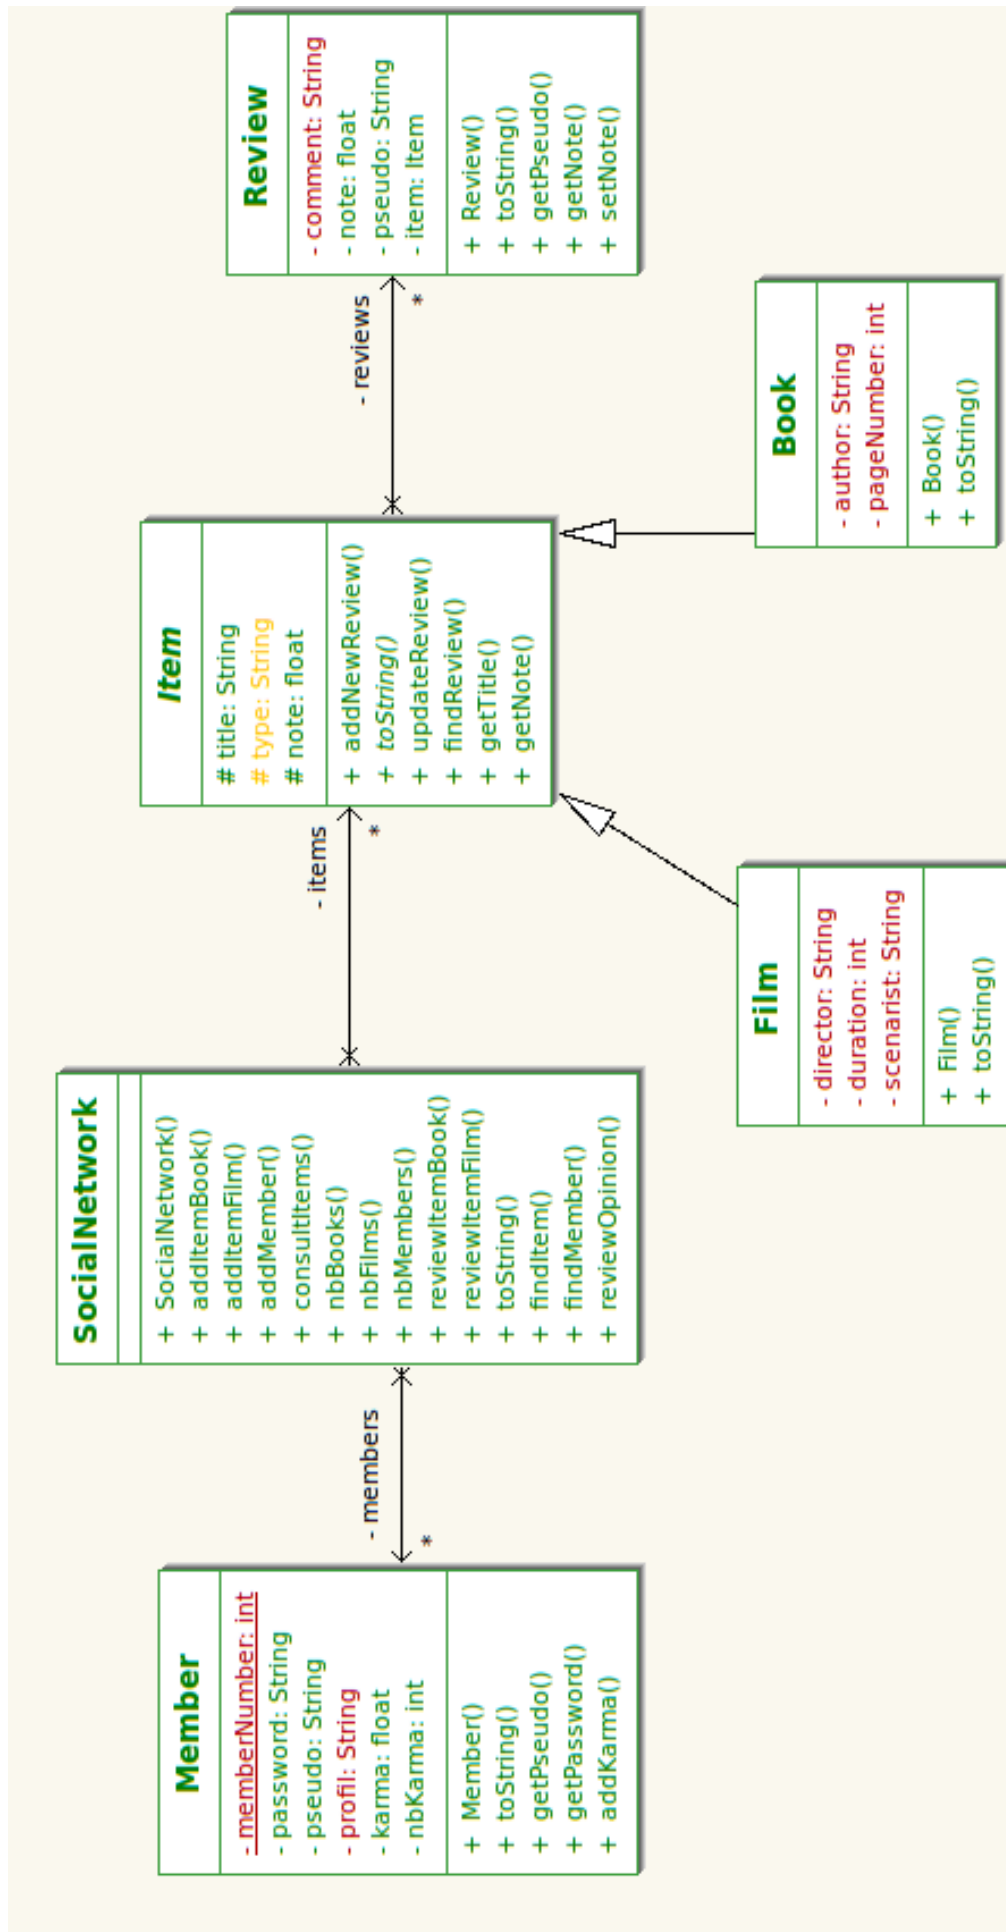 Member
- memberNumber: int
- password: String
- pseudo: String
- profil: String
- karma: float
- nbKarma: int
+ Member()
+ toString()
+ getPseudo()
+ getPassword()
+ addKarma()
- members
*
SocialNetwork
+ SocialNetwork()
+ addItemBook()
+ addItemFilm()
+ addMember()
+ consultItems()
+ nbBooks()
+ nbFilms()
+ nbMembers()
+ reviewItemBook()
+ reviewItemFilm()
+ toString()
+ findItem()
+ findMember()
+ reviewOpinion()
- items
*
Item
# title: String
# type: String
# note: float
+ addNewReview()
+ toString()
+ updateReview()
+ findReview()
+ getTitle()
+ getNote()
- reviews
*
Review
- comment: String
- note: float
- pseudo: String
- item: Item
+ Review()
+ toString()
+ getPseudo()
+ getNote()
+ setNote()
Film
- director: String
- duration: int
- scenarist: String
+ Film()
+ toString()
Book
- author: String
- pageNumber: int
+ Book()
+ toString()